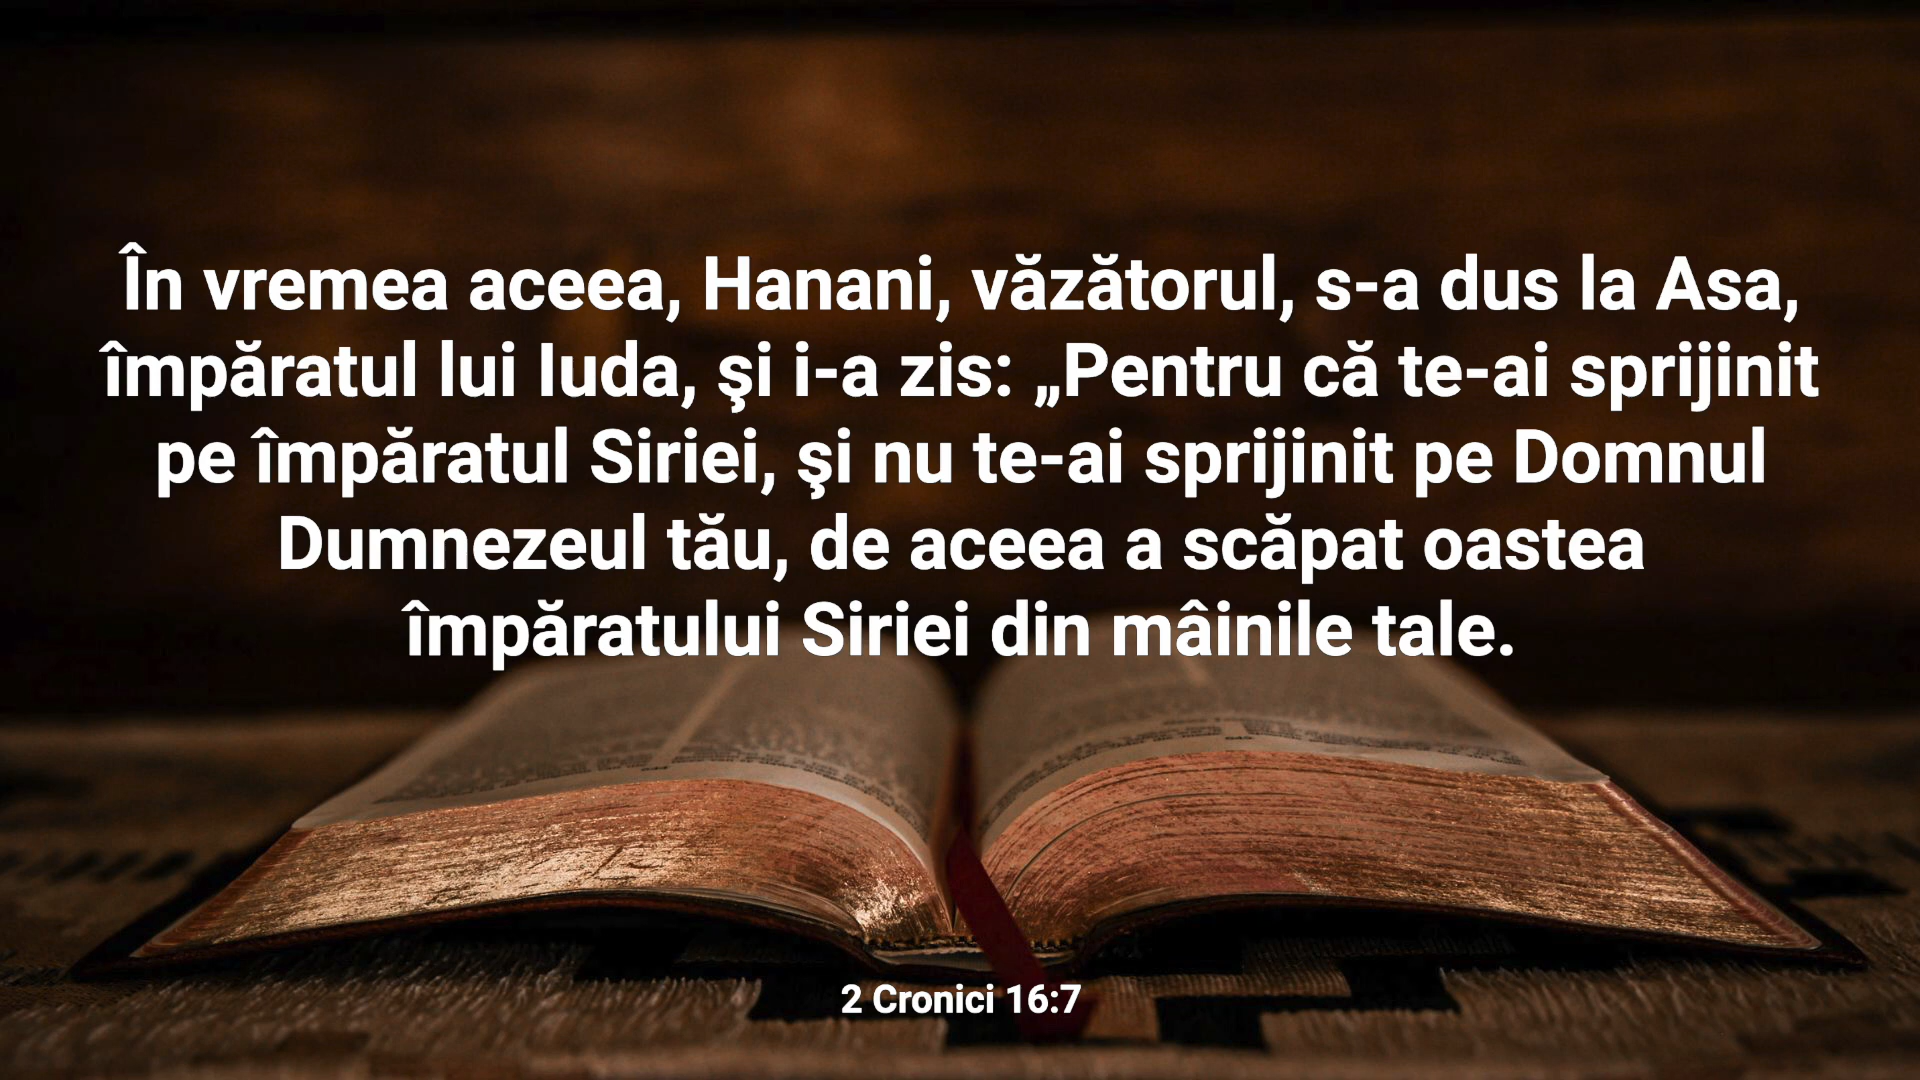 În vremea aceea, Hanani, văzătorul, s-a dus la Asa,
împăratul lui Iuda, şi i-a zis: „Pentru că te-ai sprijinit
pe împăratul Siriei, şi nu te-ai sprijinit pe Domnul
Dumnezeul tău, de aceea a scăpat oastea
împăratului Siriei din mâinile tale.
2 Cronici 16:7